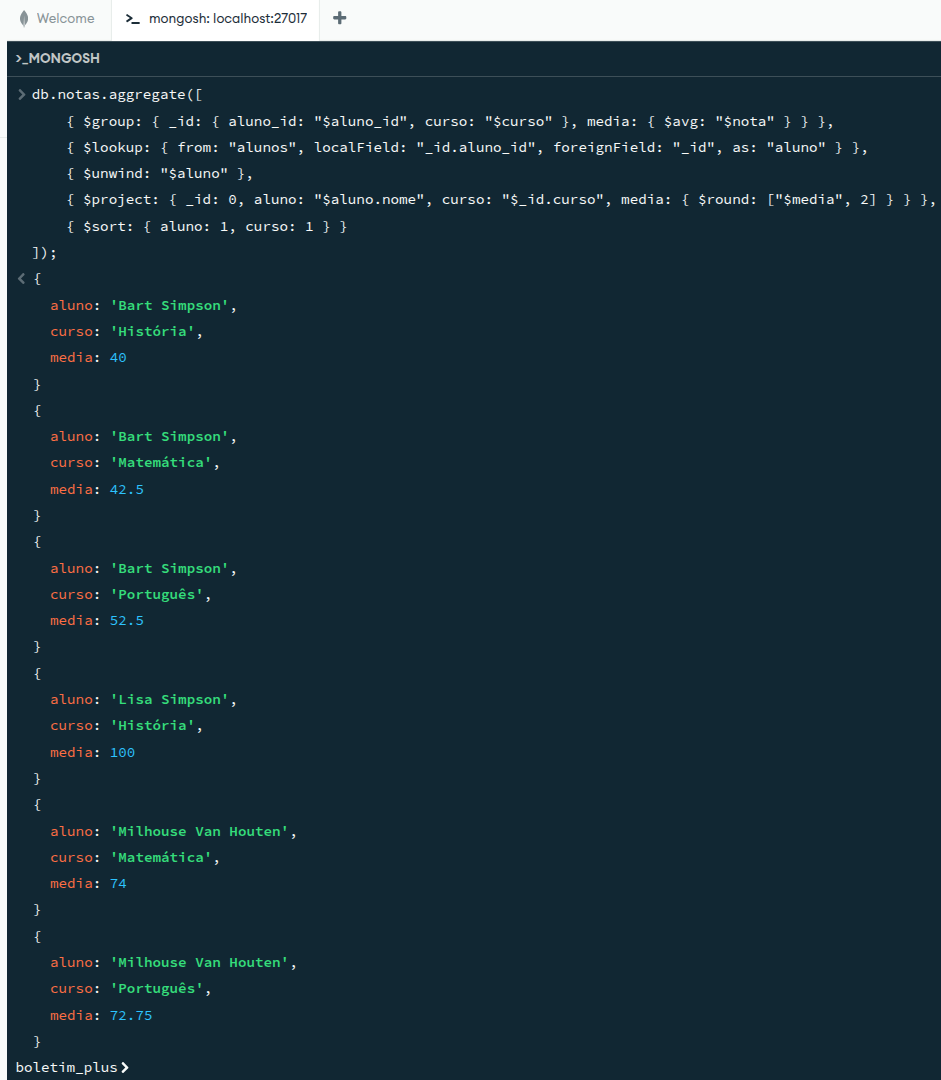 Welcome
>_ mongosh: localhost:27017 +
>_MONGOSH
> db.notas.aggregate([
{ $group: { _id: { aluno_id: "$aluno_id", curso: "$curso" }, media: { $avg: "$nota" } } },
{ $lookup: { from: "alunos", localField: "_id.aluno_id", foreignField: "_id", as: "aluno" } },
{ $unwind: "$aluno" },
{ $project: { _id: 0, aluno: "$aluno.nome", curso: "$_id.curso", media: { $round: ["$media", 2] } } },
{ $sort: { aluno: 1, curso: 1 } }
]);
< {
aluno: 'Bart Simpson',
curso: 'História',
media: 40
}
{
aluno: 'Bart Simpson',
curso: 'Matemática',
media: 42.5
}
{
aluno: 'Bart Simpson',
curso: 'Português',
media: 52.5
}
{
aluno: 'Lisa Simpson',
curso: 'História',
media: 100
}
{
aluno: 'Milhouse Van Houten',
curso: 'Matemática',
media: 74
}
{
aluno: 'Milhouse Van Houten',
curso: 'Português',
media: 72.75
}
boletim_plus>